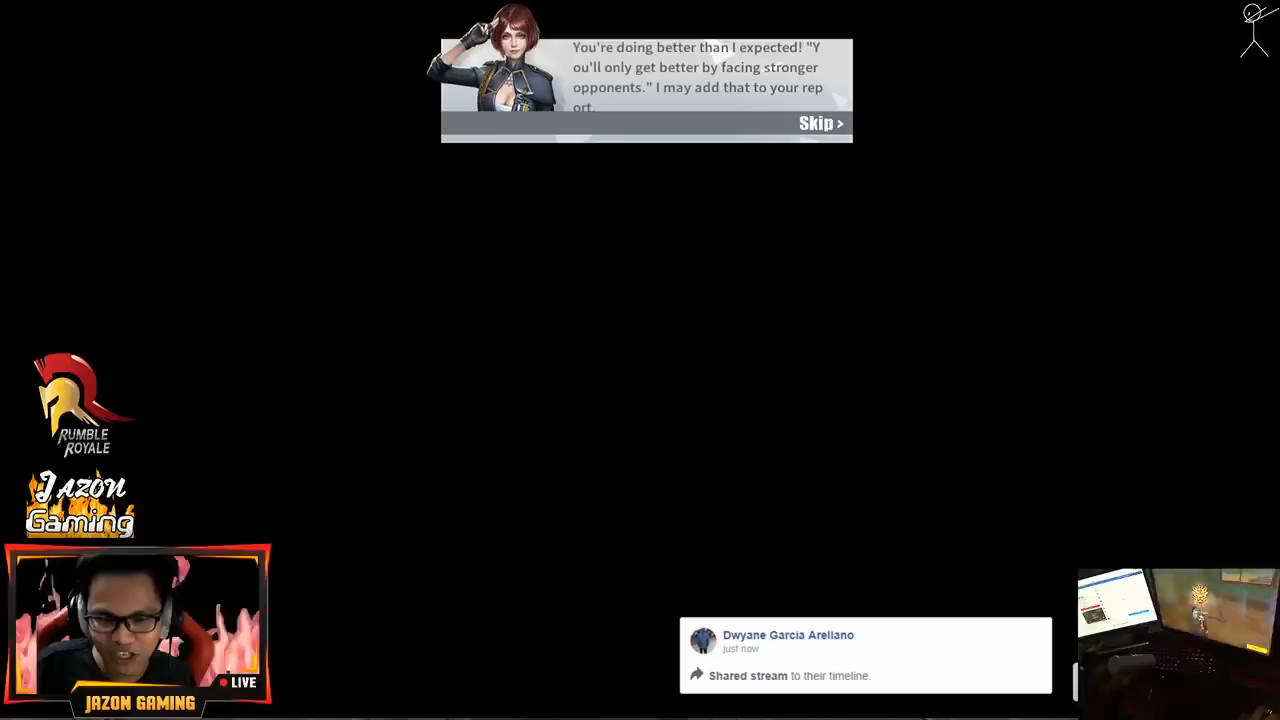 You're doing better than I expected! "Y
ou'll only get better by facing stronger
opponents." I may add that to your rep
ort.
Skip >
RUMBLE
ROYALE
JAZON
Gaming
LIVE
JAZON GAMING
Dwyane Garcia Arellano
just now
Shared stream to their timeline.